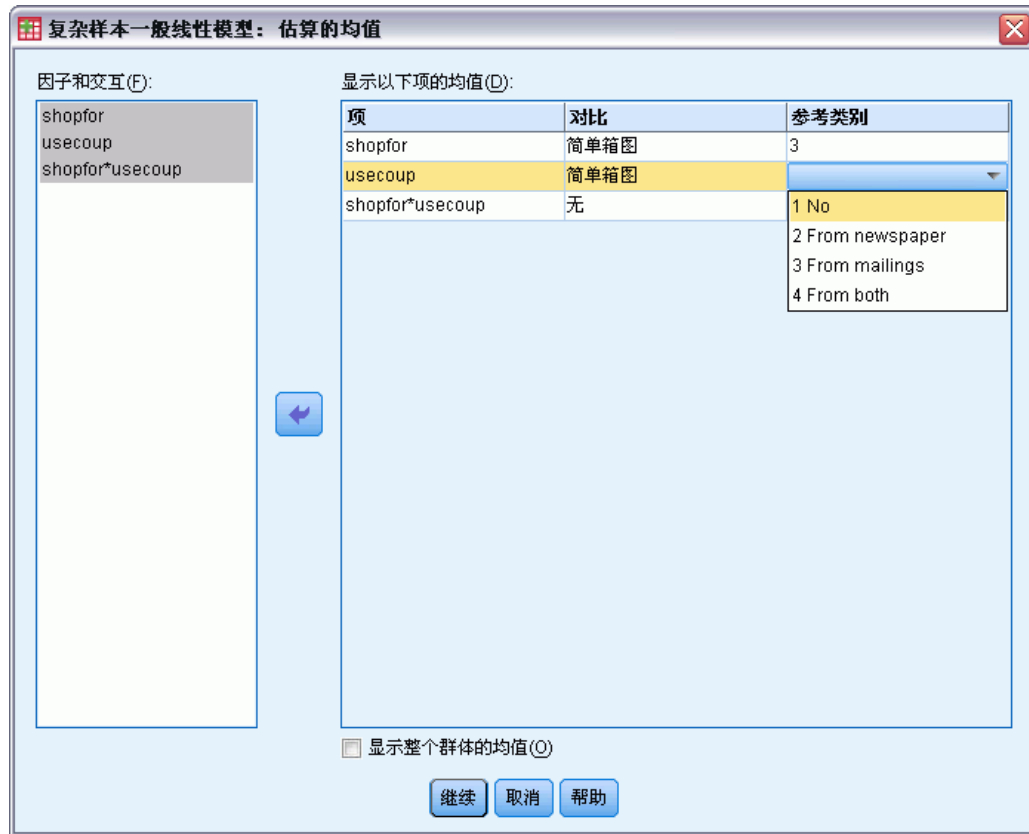 复杂样本一般线性模型： 估算的均值
因子和交互(F):
shopfor
usecoup
shopfor*usecoup
显示以下项的均值(D):
项 对比 参考类别
shopfor 简单箱图 3
usecoup 简单箱图
shopfor*usecoup 无
1 No
2 From newspaper
3 From mailings
4 From both
显示整个群体的均值(O)
继续 取消 帮助